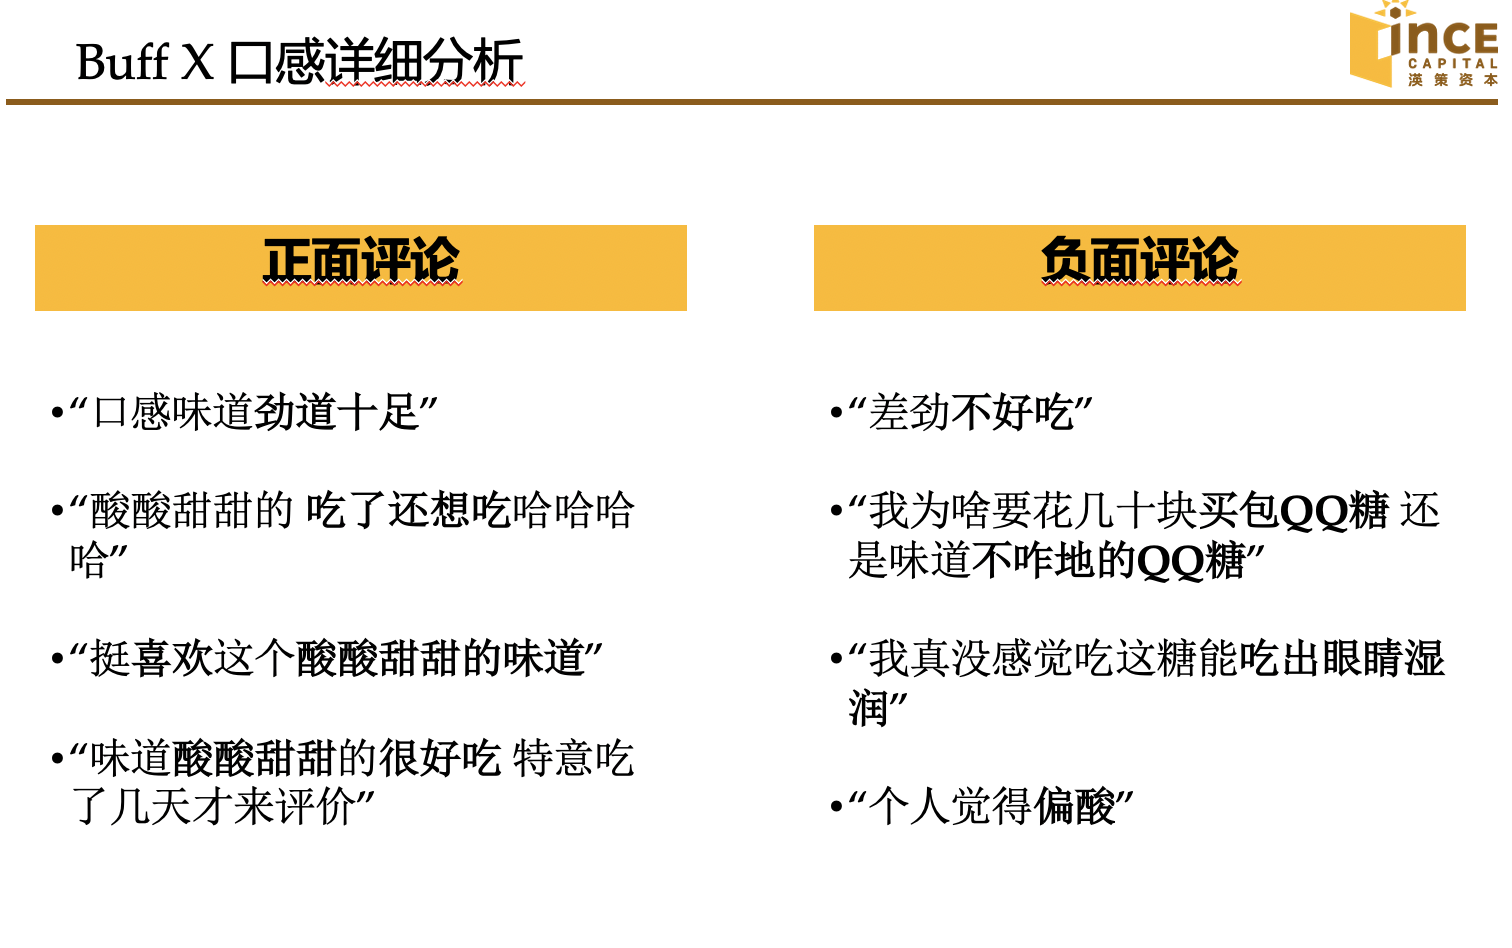 Buff X 口感详细分析
ince
CAPITAL
渶策资本
正面评论
•“口感味道劲道十足”
•“酸酸甜甜的 吃了还想吃哈哈哈
哈”
•“挺喜欢这个酸酸甜甜的味道”
•“味道酸酸甜甜的很好吃 特意吃
了几天才来评价”
负面评论
•“差劲不好吃”
•“我为啥要花几十块买包QQ糖 还
是味道不咋地的QQ糖”
•“我真没感觉吃这糖能吃出眼睛湿
润”
•“个人觉得偏酸”